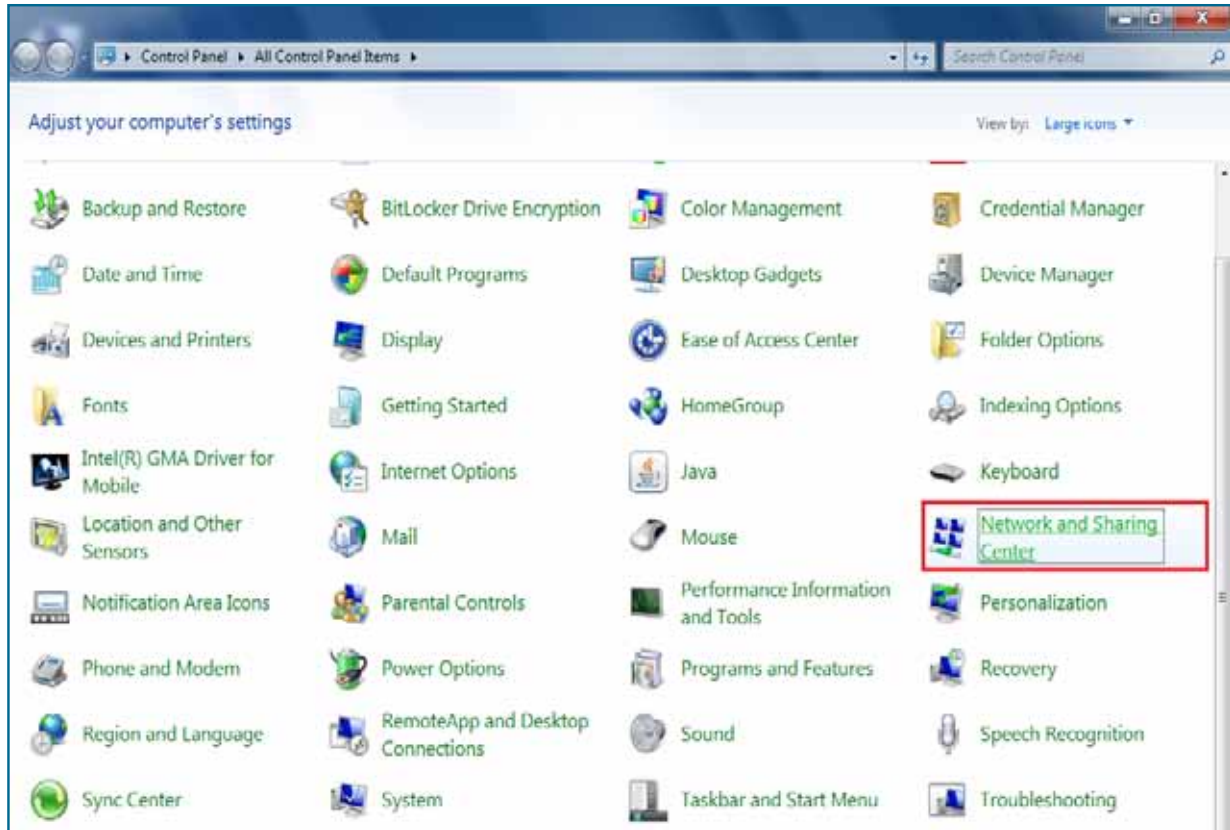 Control Panel All Control Panel Items
Search Control Panel
Adjust your computer's settings
View by: Large icons
Backup and Restore
BitLocker Drive Encryption
Color Management
Credential Manager
Date and Time
Default Programs
Desktop Gadgets
Device Manager
Devices and Printers
Display
Ease of Access Center
Folder Options
Fonts
Getting Started
HomeGroup
Indexing Options
Intel(R) GMA Driver for
Mobile
Internet Options
Java
Keyboard
Location and Other
Sensors
Mail
Mouse
Network and Sharing
Center
Notification Area Icons
Parental Controls
Performance Information
and Tools
Personalization
Phone and Modem
Power Options
Programs and Features
Recovery
Region and Language
RemoteApp and Desktop
Connections
Sound
Speech Recognition
Sync Center
System
Taskbar and Start Menu
Troubleshooting